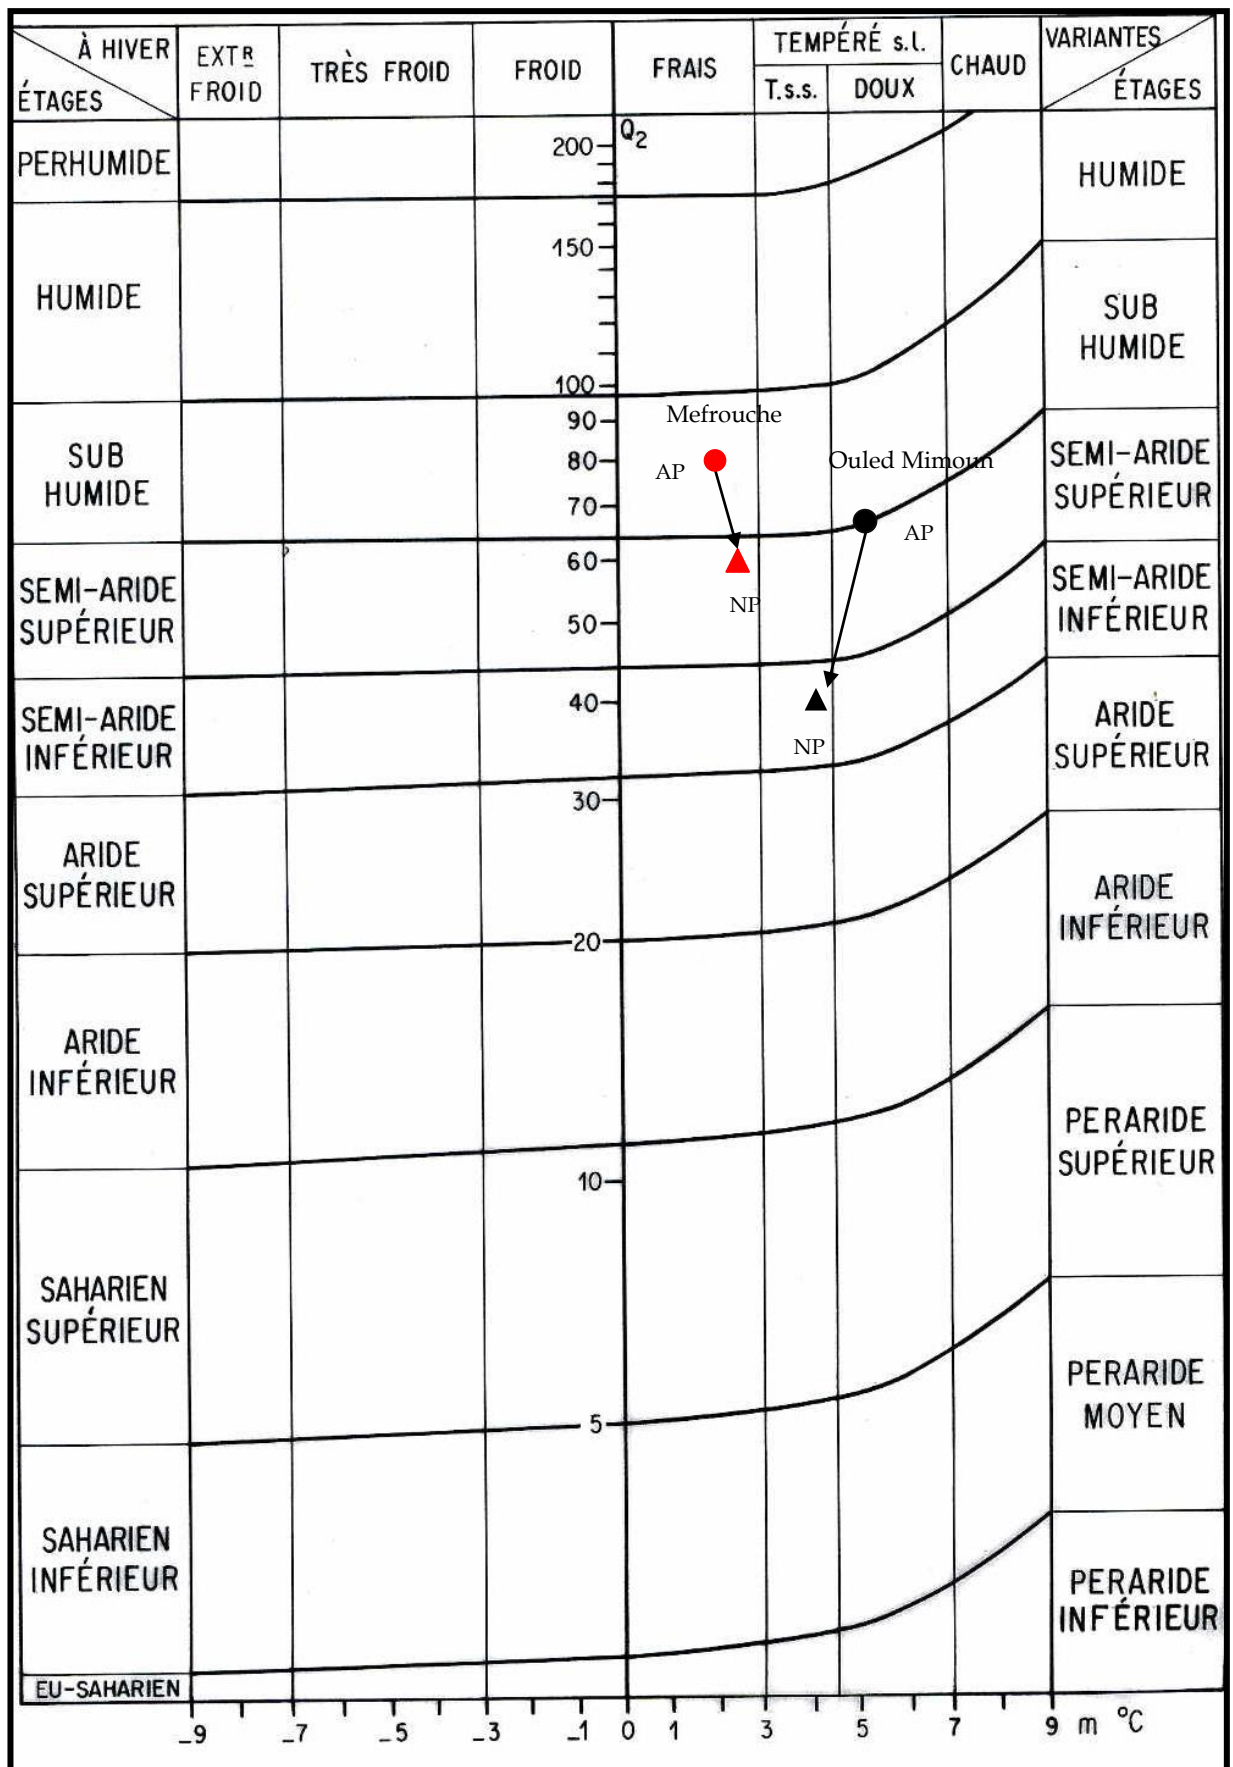 À HIVER
ÉTAGES
EXTR
FROID
TRÈS FROID
FROID
FRAIS
TEMPÉRÉ s.l.
T.s.s.
DOUX
CHAUD
VARIANTES
ÉTAGES
PERHUMIDE
HUMIDE
SUB
HUMIDE
SEMI-ARIDE
SUPÉRIEUR
SEMI-ARIDE
INFÉRIEUR
ARIDE
SUPÉRIEUR
ARIDE
INFÉRIEUR
SAHARIEN
SUPÉRIEUR
SAHARIEN
INFÉRIEUR
EU-SAHARIEN
Q2
200
150
100
90
80
70
60
50
40
30
20
10
5
Mefrouche
AP
NP
Ouled Mimoun
AP
NP
HUMIDE
SUB
HUMIDE
SEMI-ARIDE
SUPÉRIEUR
SEMI-ARIDE
INFÉRIEUR
ARIDE
SUPÉRIEUR
ARIDE
INFÉRIEUR
PERARIDE
SUPÉRIEUR
PERARIDE
MOYEN
PERARIDE
INFÉRIEUR
-9 -7 -5 -3 -1 0 1 3 5 7 9 m °C